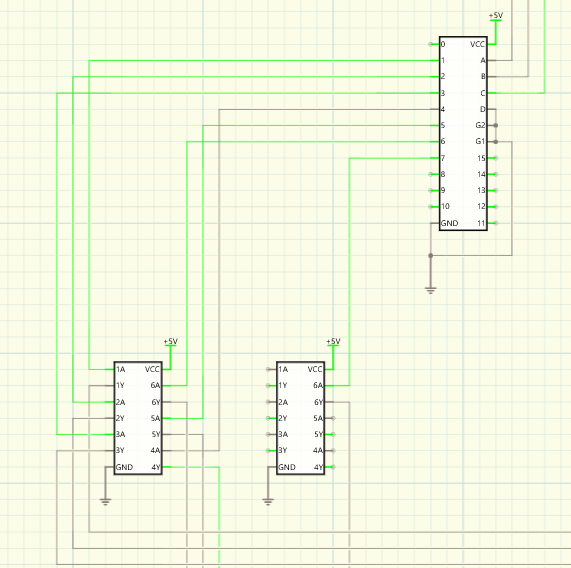 +5V
0 VCC
1 A
2 B
3 C
4 D
5 G2
6 G1
7 15
8 14
9 13
10 12
GND 11
+5V
1A VCC
1Y 6A
2A 6Y
2Y 5A
3A 5Y
3Y 4A
GND 4Y
+5V
1A VCC
1Y 6A
2A 6Y
2Y 5A
3A 5Y
3Y 4A
GND 4Y